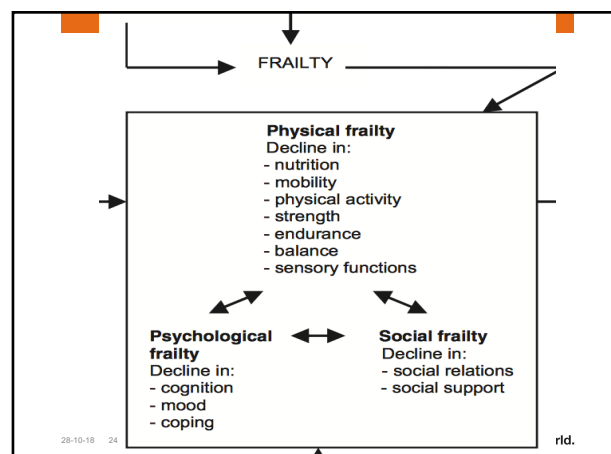 FRAILTY
Physical frailty
Decline in:
- nutrition
- mobility
- physical activity
- strength
- endurance
- balance
- sensory functions
Psychological
frailty
Decline in:
- cognition
- mood
- coping
Social frailty
Decline in:
- social relations
- social support
28-10-18 24
rld.